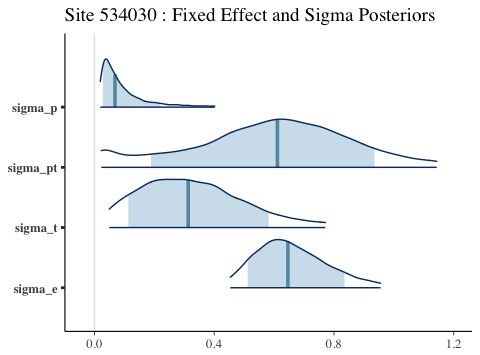 Site 534030 : Fixed Effect and Sigma Posteriors
sigma_p
sigma_pt
sigma_t
sigma_e
0.0 0.4 0.8 1.2